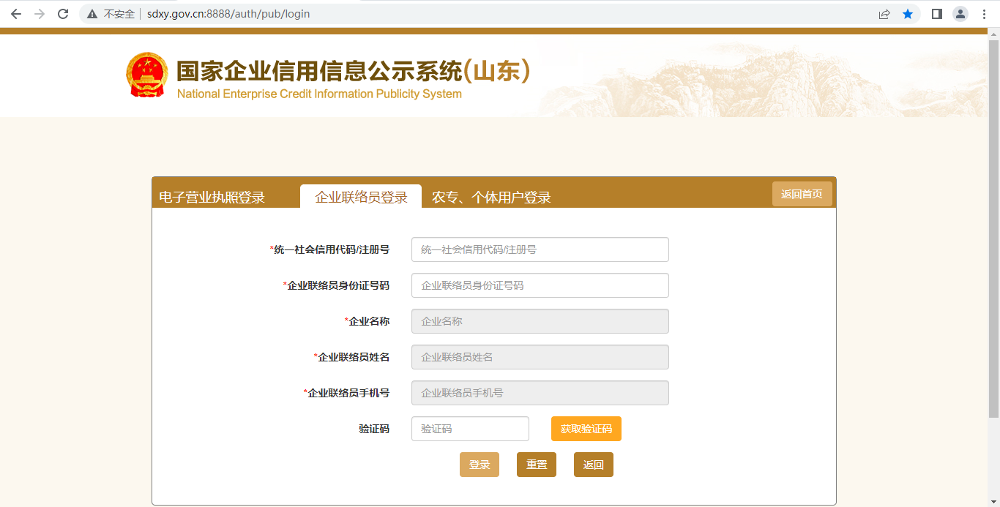 不安全 sdxy.gov.cn:8888/auth/pub/login
国家企业信用信息公示系统(山东)
National Enterprise Credit Information Publicity System
电子营业执照登录 企业联络员登录 农专、个体用户登录 返回首页
*统一社会信用代码/注册号 统一社会信用代码/注册号
*企业联络员身份证号码 企业联络员身份证号码
*企业名称 企业名称
*企业联络员姓名 企业联络员姓名
*企业联络员手机号 企业联络员手机号
验证码 验证码 获取验证码
登录 重置 返回